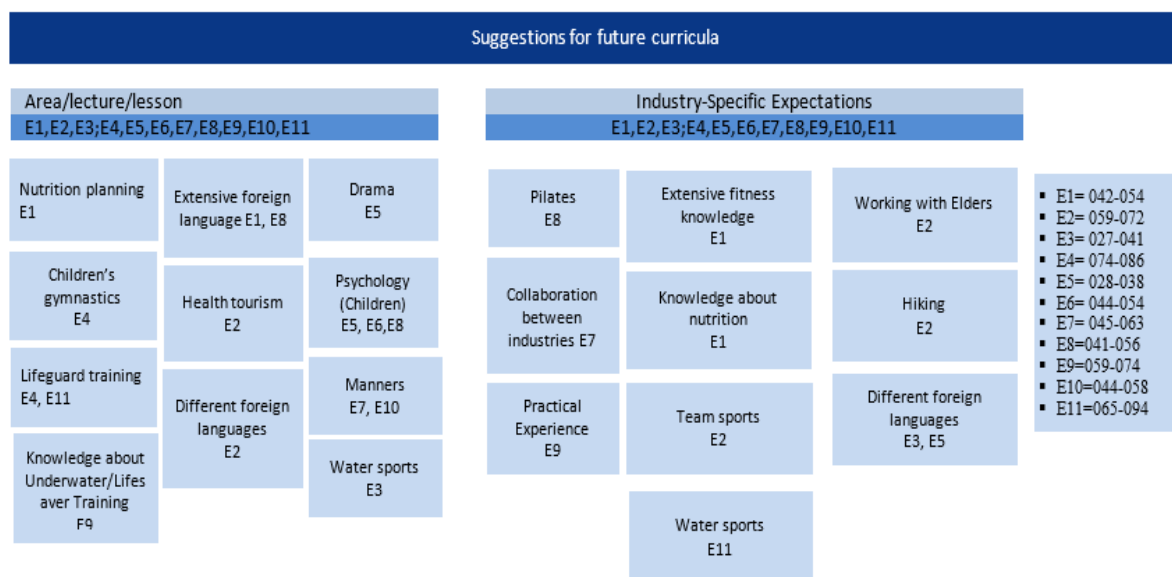 Suggestions for future curricula
Area/lecture/lesson
E1,E2,E3;E4,E5,E6,E7,E8,E9,E10,E11
Nutrition planning
E1
Children's
gymnastics
E4
Lifeguard training
E4, E11
Knowledge about
Underwater/Lifes
aver Training
E9
Extensive foreign
language E1, E8
Health tourism
E2
Different foreign
languages
E2
Drama
E5
Psychology
(Children)
E5, E6,E8
Manners
E7, E10
Water sports
E3
Industry-Specific Expectations
E1,E2,E3;E4,E5,E6,E7,E8,E9,E10,E11
Pilates
E8
Collaboration
between
industries E7
Practical
Experience
E9
Extensive fitness
knowledge
E1
Knowledge about
nutrition
E1
Team sports
E2
Water sports
E11
Working with Elders
E2
Hiking
E2
Different foreign
languages
E3, E5
▪ E1= 042-054
▪ E2= 059-072
▪ E3= 027-041
▪ E4= 074-086
▪ E5= 028-038
▪ E6= 044-054
▪ E7= 045-063
▪ E8=041-056
▪ E9=059-074
▪ E10=044-058
▪ E11=065-094